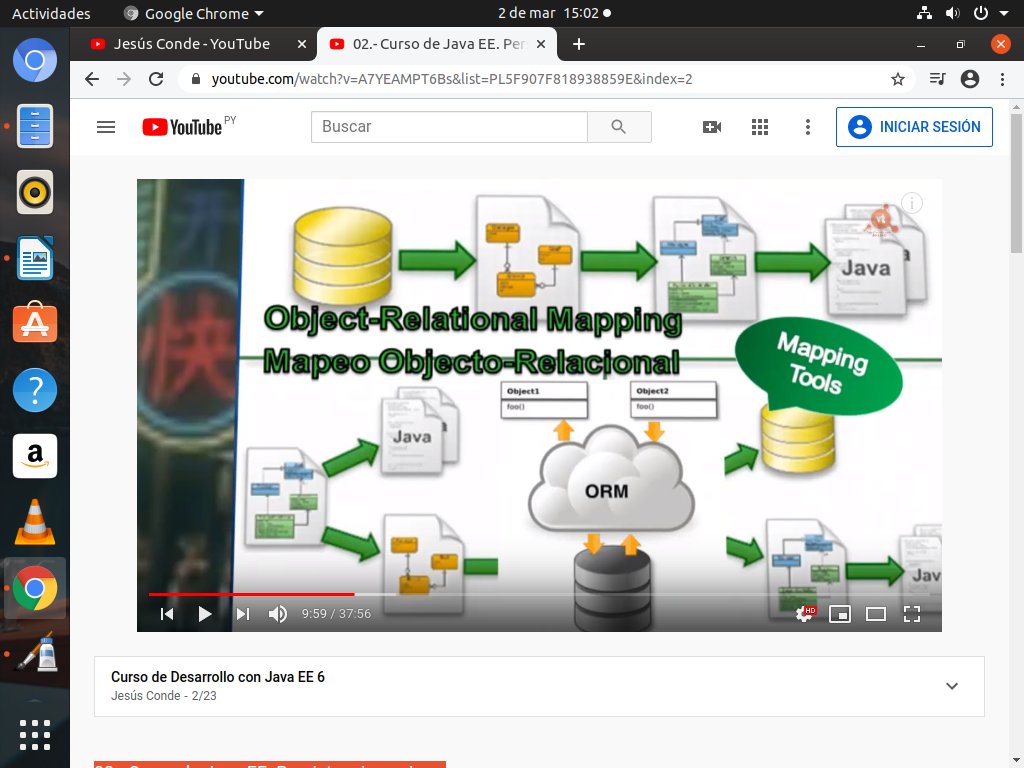 Actividades
Google Chrome
2 de mar 15:02
Jesús Conde - YouTube
02.- Curso de Java EE. Per
youtube.com/watch?v=A7YEAMPT6Bs&list=PL5F907F818938859E&index=2
YouTube PY
Buscar
INICIAR SESIÓN
Java
Object-Relational Mapping
Mapeo Objecto-Relacional
Mapping
Tools
快
Object1
foo()
Object2
foo()
Java
ORM
Jav
9:59 / 37:56
HD
Curso de Desarrollo con Java EE 6
Jesús Conde - 2/23